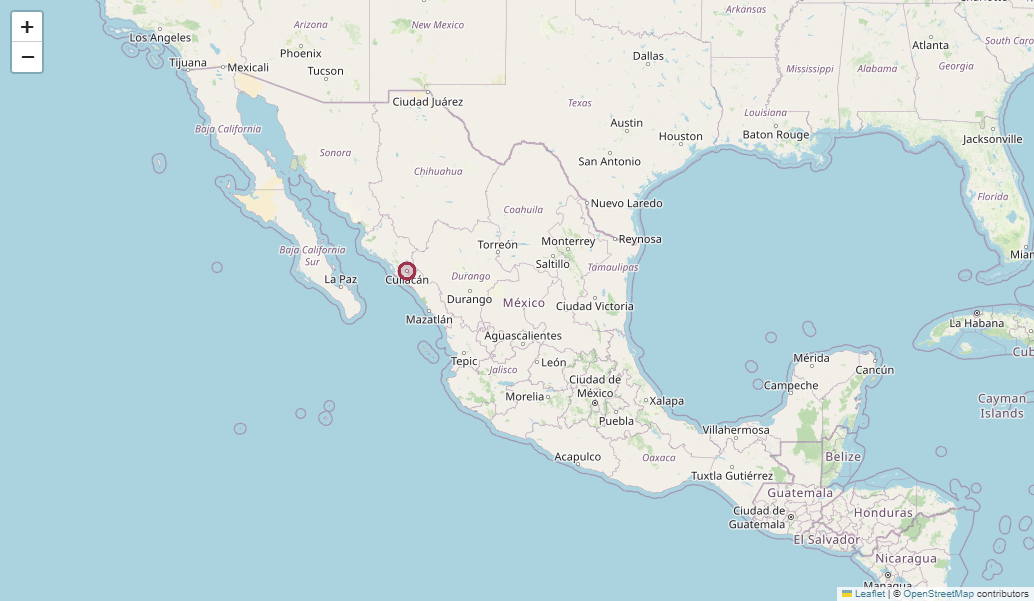 +
−
Los Angeles
Arizona
New Mexico
Arkansas
Charlotte
Phoenix
Dallas
Atlanta
South Caro
Tijuana
Mexicali
Tucson
Mississippi
Alabama
Georgia
Ciudad Juárez
Texas
Louisiana
Baja California
Austin
Houston
Baton Rouge
Jacksonville
Sonora
San Antonio
Chihuahua
Florida
Nuevo Laredo
Coahuila
Baja California
Sur
Torreón
Monterrey
Reynosa
Miam
Saltillo
Tamaulipas
La Paz
Culiacán
Durango
Durango
México
Ciudad Victoria
Mazatlán
La Habana
Aguascalientes
Cub
Tepic
León
Mérida
Jalisco
Cancún
Ciudad de
México
Campeche
Morelia
Xalapa
Cayman
Islands
Puebla
Villahermosa
Acapulco
Oaxaca
Belize
Tuxtla Gutiérrez
Guatemala
Ciudad de
Guatemala
Honduras
El Salvador
Nicaragua
Managua
Leaflet | © OpenStreetMap contributors